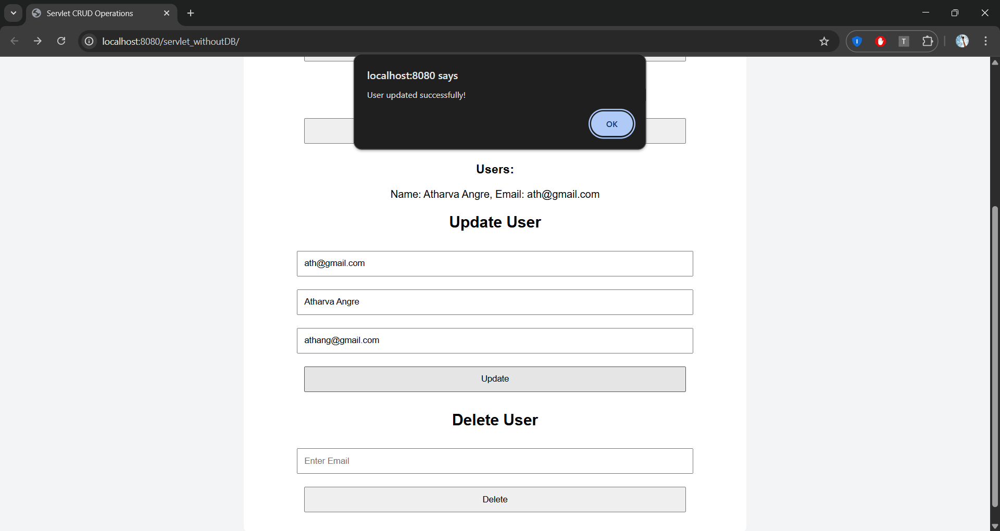 Servlet CRUD Operations
localhost:8080/servlet_withoutDB/
T
localhost:8080 says
User updated successfully!
OK
Users:
Name: Atharva Angre, Email: ath@gmail.com
Update User
ath@gmail.com
Atharva Angre
athang@gmail.com
Update
Delete User
Enter Email
Delete